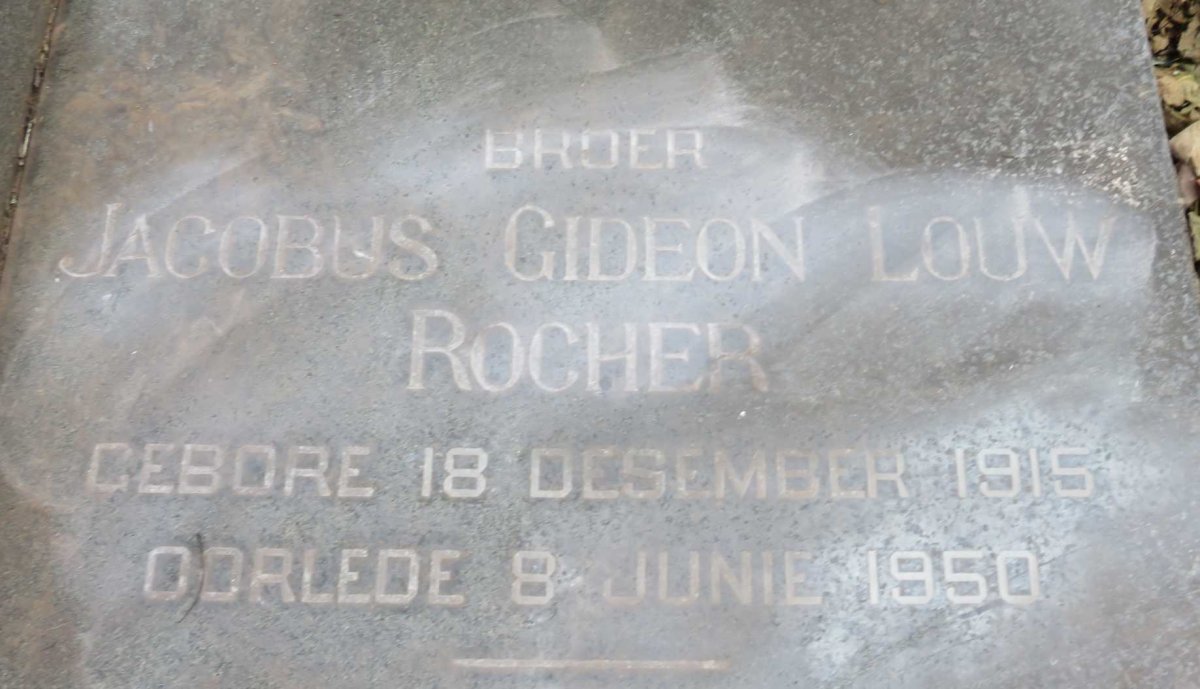 BROER
JACOBUS GIDEON LOUW
ROCHER
GEBORE 18 DESEMBER 1915
OORLEDE 8 JUNIE 1950